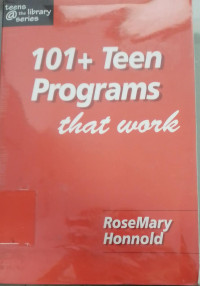 teens
@ the library
series
101+ Teen
Programs
that work
RoseMary
Honnold